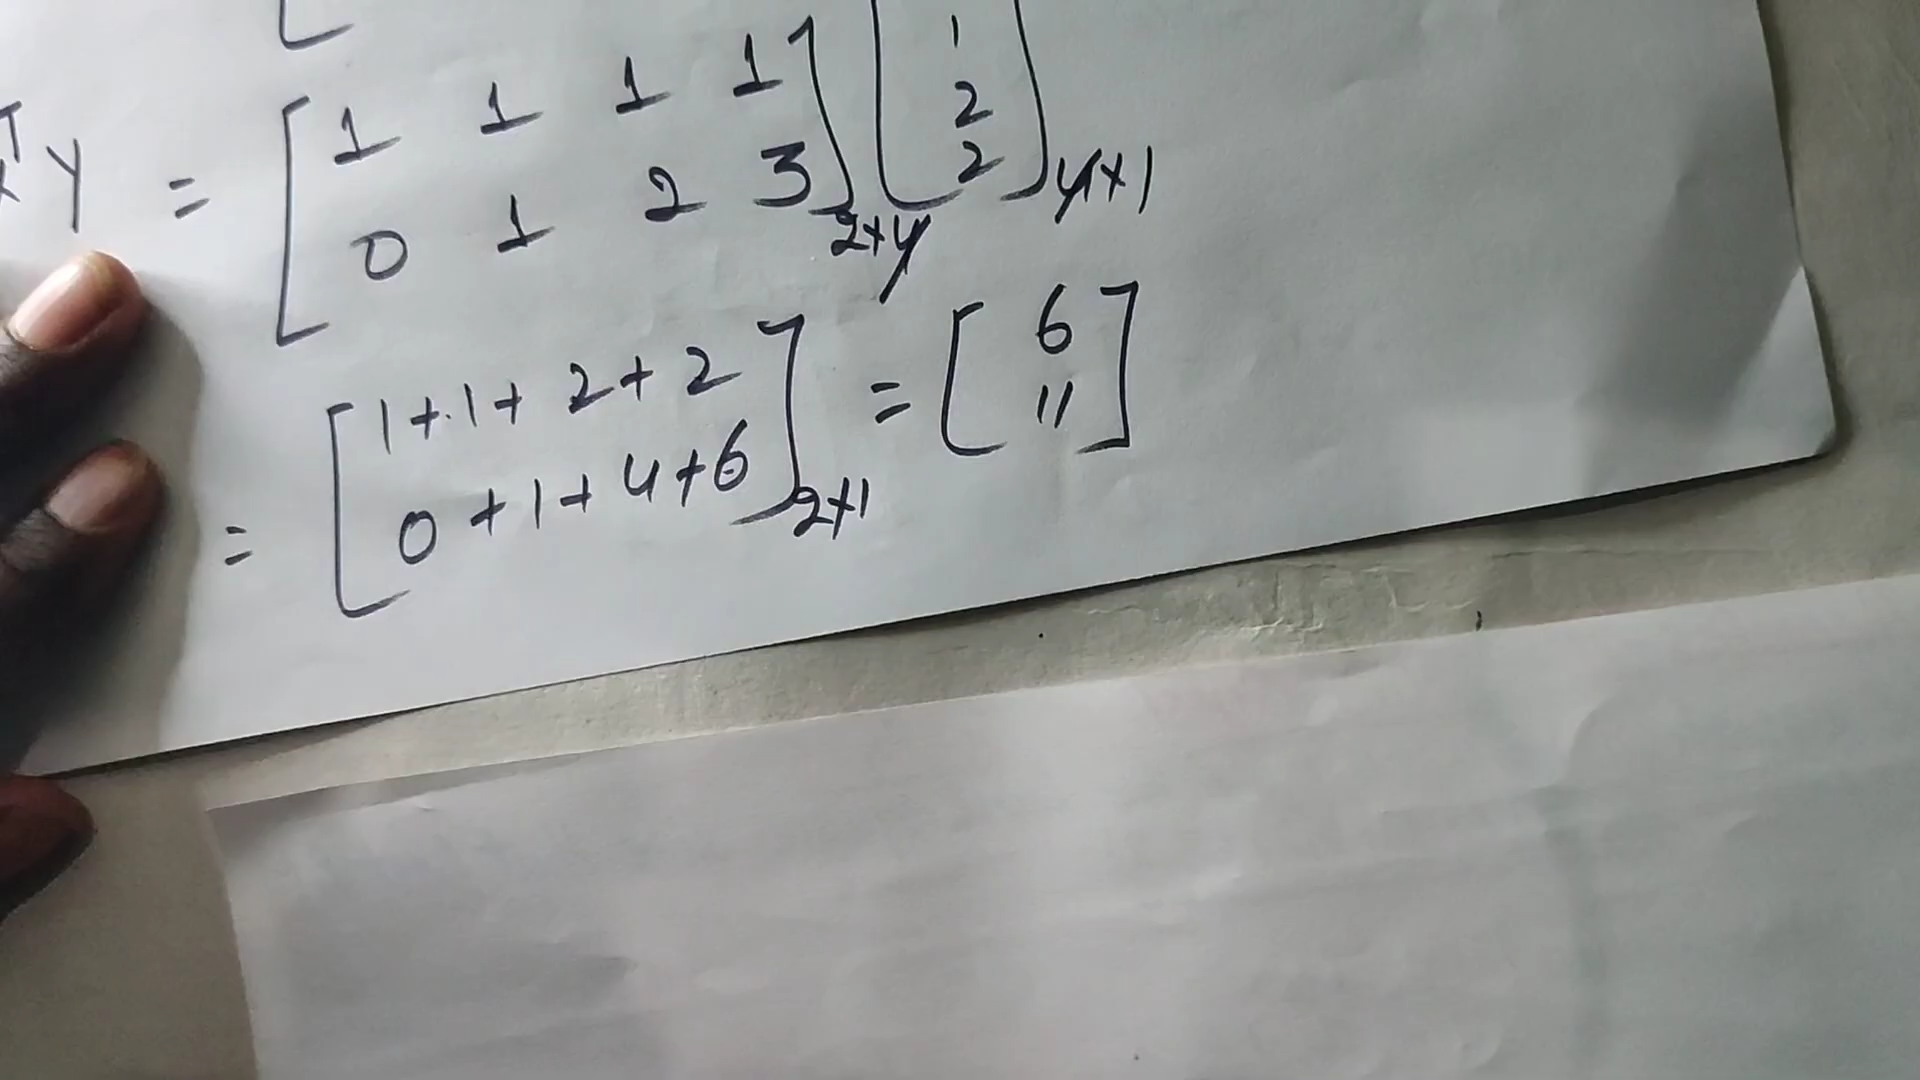 X^T Y = [1 1 1 1
0 1 2 3]2×4 [1
2
2]4×1
= [1+1+2+2
0+1+4+6]2×1 = [6
11]